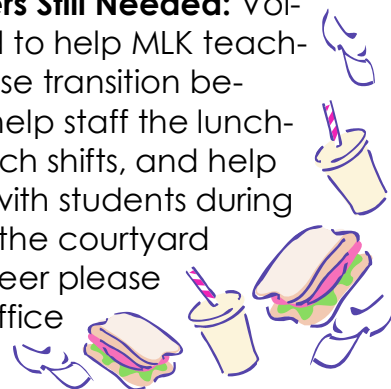 ers Still Needed: Vol-
l to help MLK teach-
se transition be-
help staff the lunch-
ch shifts, and help
with students during
the courtyard
eer please
ffice